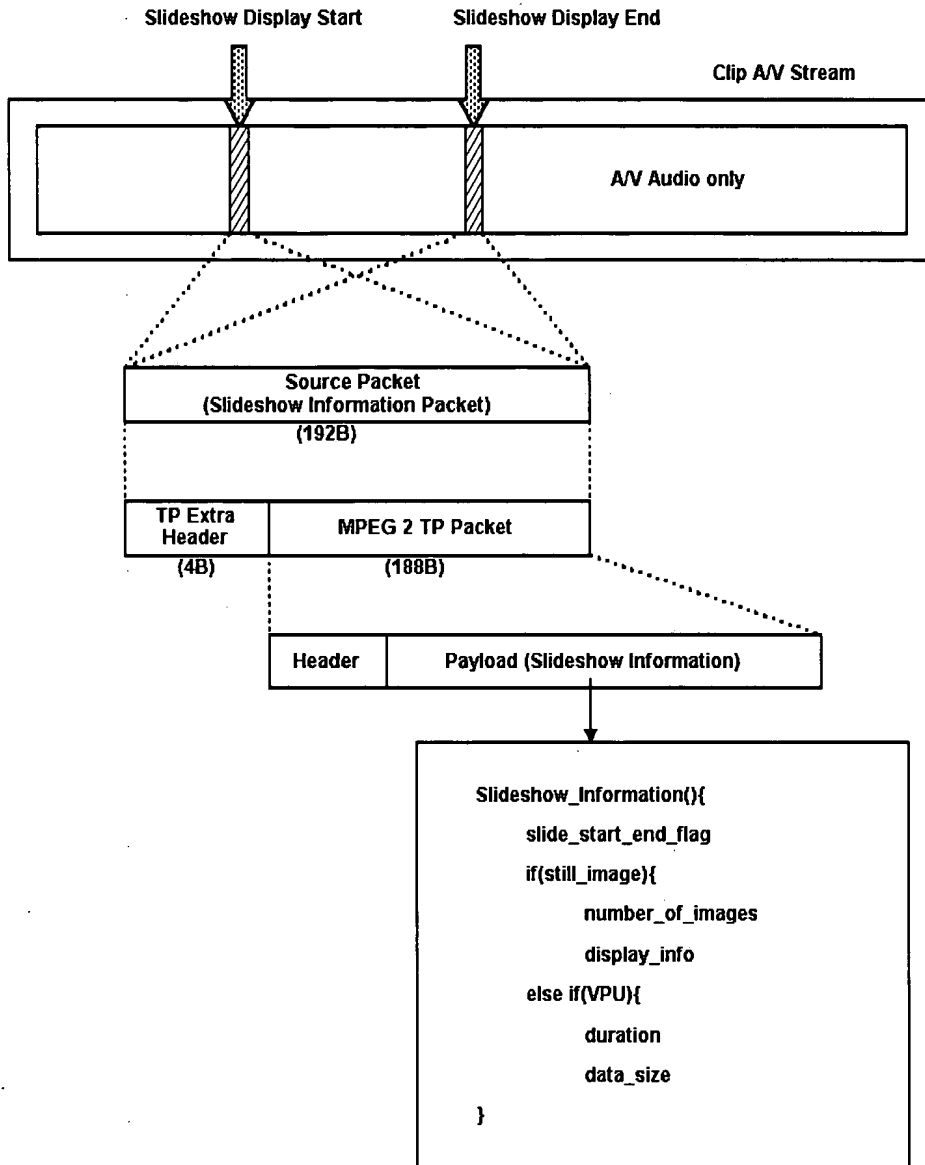 Slideshow Display Start
Slideshow Display End
Clip A/V Stream
A/V Audio only
Source Packet
(Slideshow Information Packet)
(192B)
TP Extra
Header
MPEG 2 TP Packet
(4B)
(188B)
Header
Payload (Slideshow Information)
Slideshow_Information(){
slide_start_end_flag
if(still_image){
number_of_images
display_info
else if(VPU){
duration
data_size
}